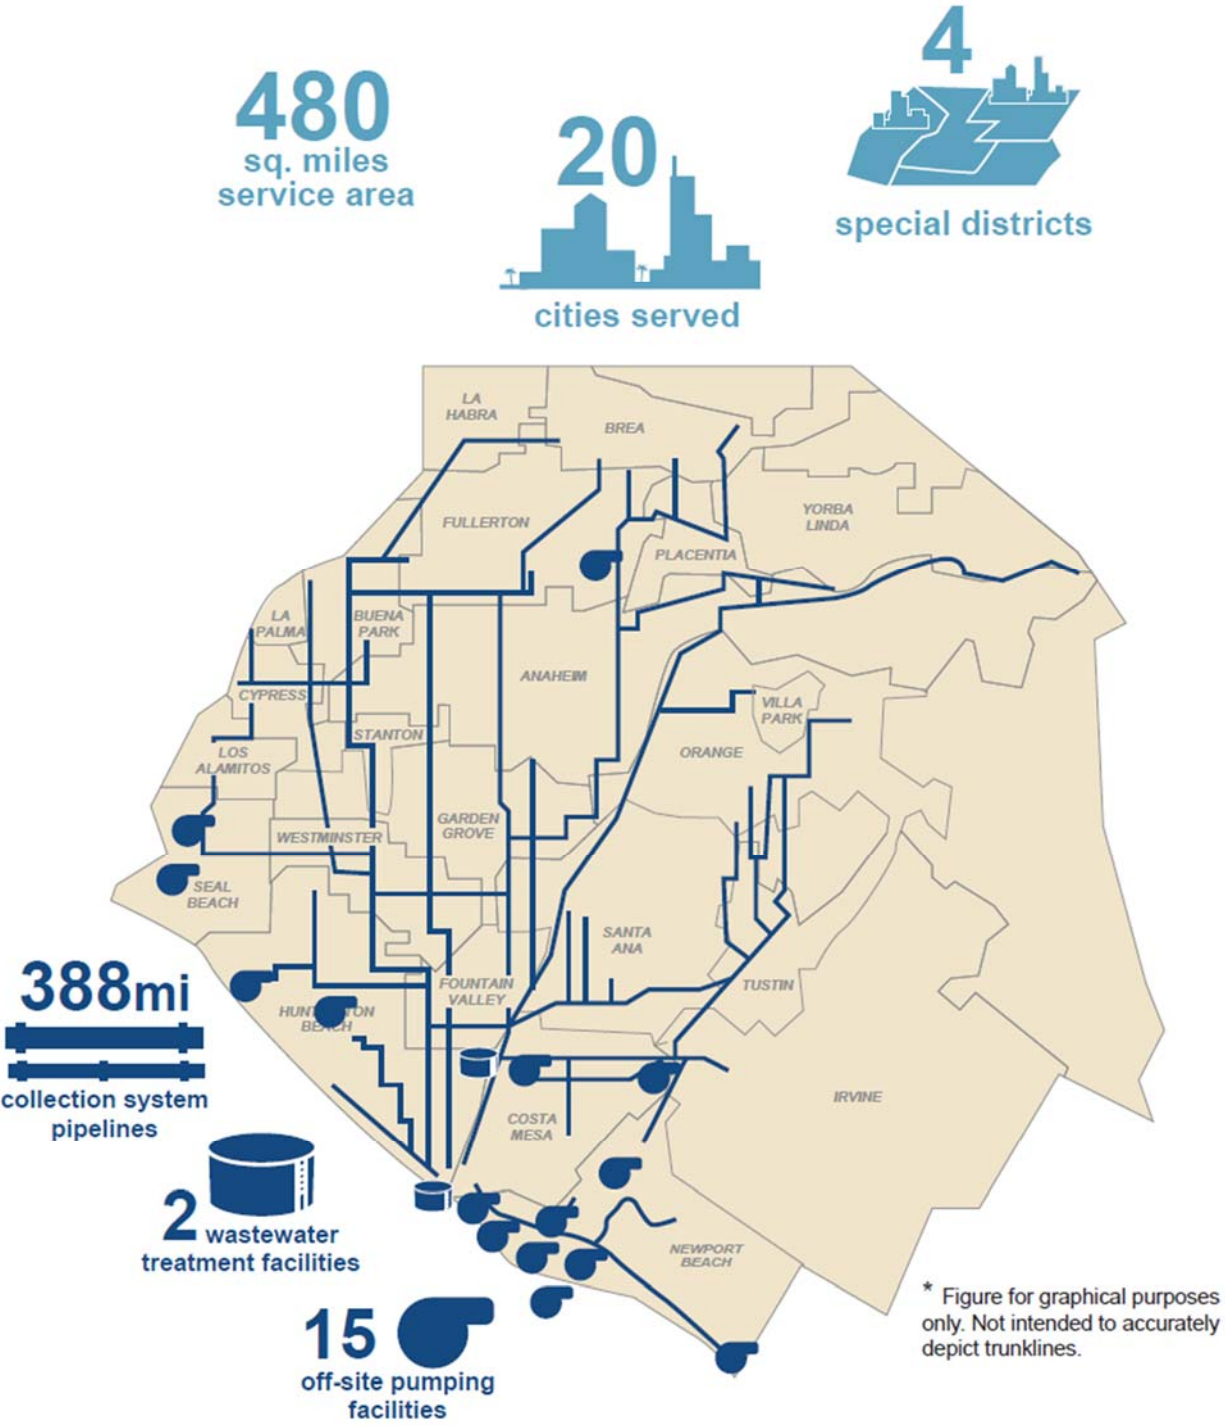 480
sq. miles
service area
20
cities served
4
special districts
LA
HABRA
BREA
FULLERTON
YORBA
LINDA
PLACENTIA
LA
PALMA
BUENA
PARK
ANAHEIM
CYPRESS
VILLA
PARK
STANTON
ORANGE
LOS
ALAMITOS
GARDEN
GROVE
WESTMINSTER
SEAL
BEACH
SANTA
ANA
FOUNTAIN
VALLEY
TUSTIN
HUNTINGTON
BEACH
IRVINE
COSTA
MESA
NEWPORT
BEACH
388mi
collection system
pipelines
2 wastewater
treatment facilities
15
off-site pumping
facilities
* Figure for graphical purposes
only. Not intended to accurately
depict trunklines.